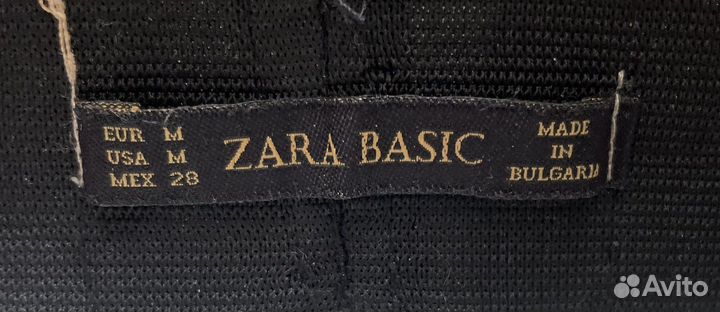 EUR M
USA M
MEX 28
ZARA BASIC
MADE
IN
BULGARIA
Avito